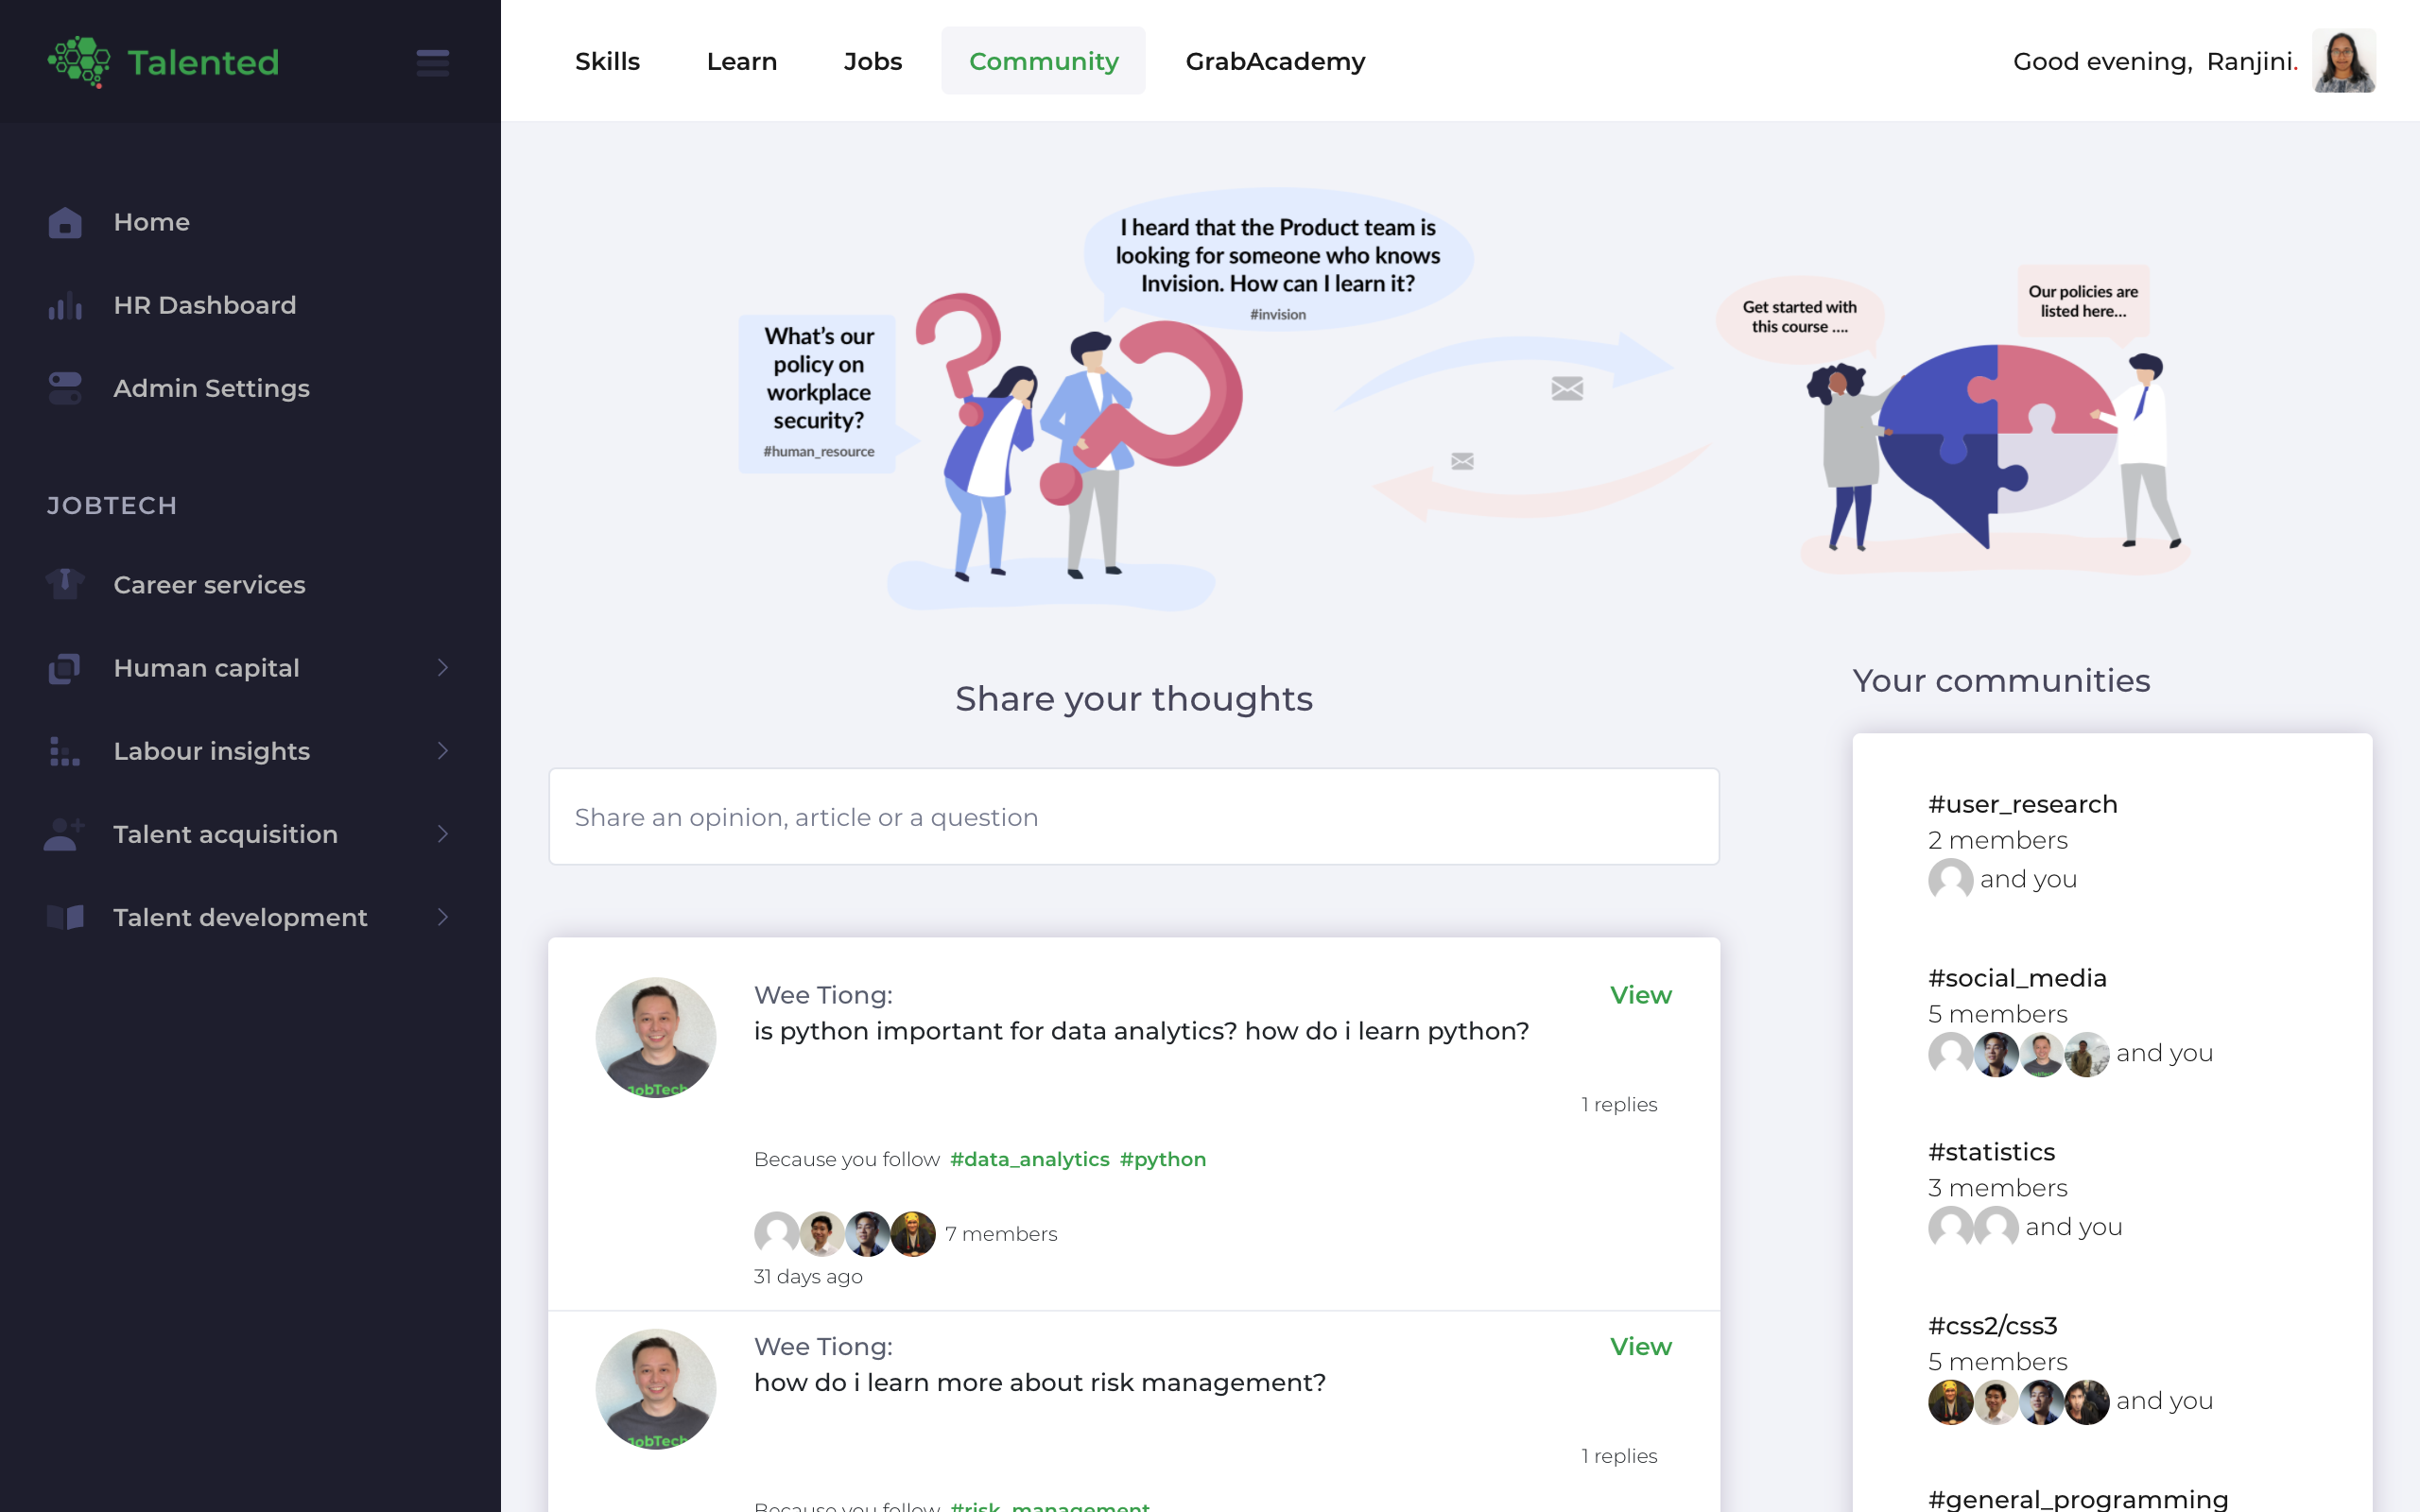 Talented
Skills
Learn
Jobs
Community
GrabAcademy
Good evening, Ranjini.
Home
HR Dashboard
Admin Settings
JOBTECH
Career services
Human capital
Labour insights
Talent acquisition
Talent development
What's our
policy on
workplace
security?
#human_resource
I heard that the Product team is
looking for someone who knows
Invision. How can I learn it?
#invision
Get started with
this course ....
Our policies are
listed here...
Share your thoughts
Share an opinion, article or a question
Wee Tiong:
View
is python important for data analytics? how do i learn python?
JobTech
1 replies
Because you follow #data_analytics #python
7 members
31 days ago
Wee Tiong:
View
how do i learn more about risk management?
JobTech
1 replies
Because you follow #risk_management
Your communities
#user_research
2 members
and you
#social_media
5 members
and you
#statistics
3 members
and you
#css2/css3
5 members
and you
#general_programming